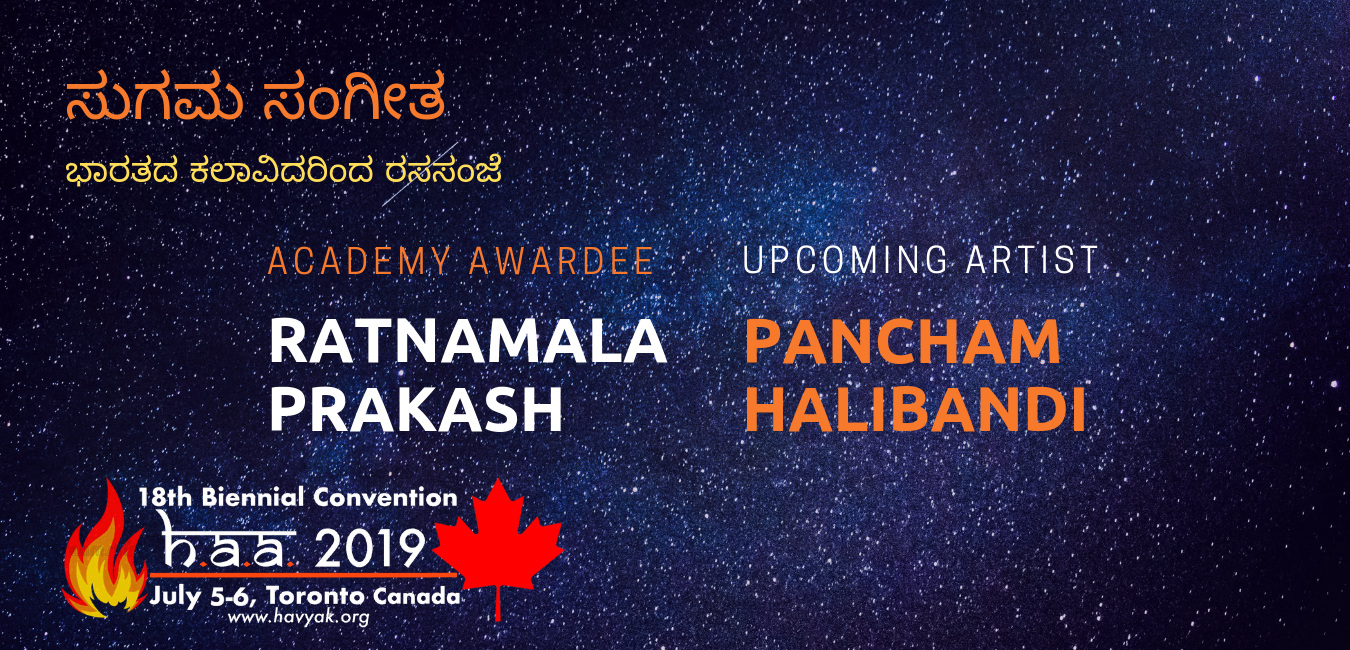 ಸುಗಮ ಸಂಗೀತ
ಭಾರತದ ಕಲಾವಿದರಿಂದ ರಸಸಂಜೆ
ACADEMY AWARDEE
RATNAMALA
PRAKASH
UPCOMING ARTIST
PANCHAM
HALIBANDI
18th Biennial Convention
h.a.a. 2019
July 5-6, Toronto Canada
www.havyak.org